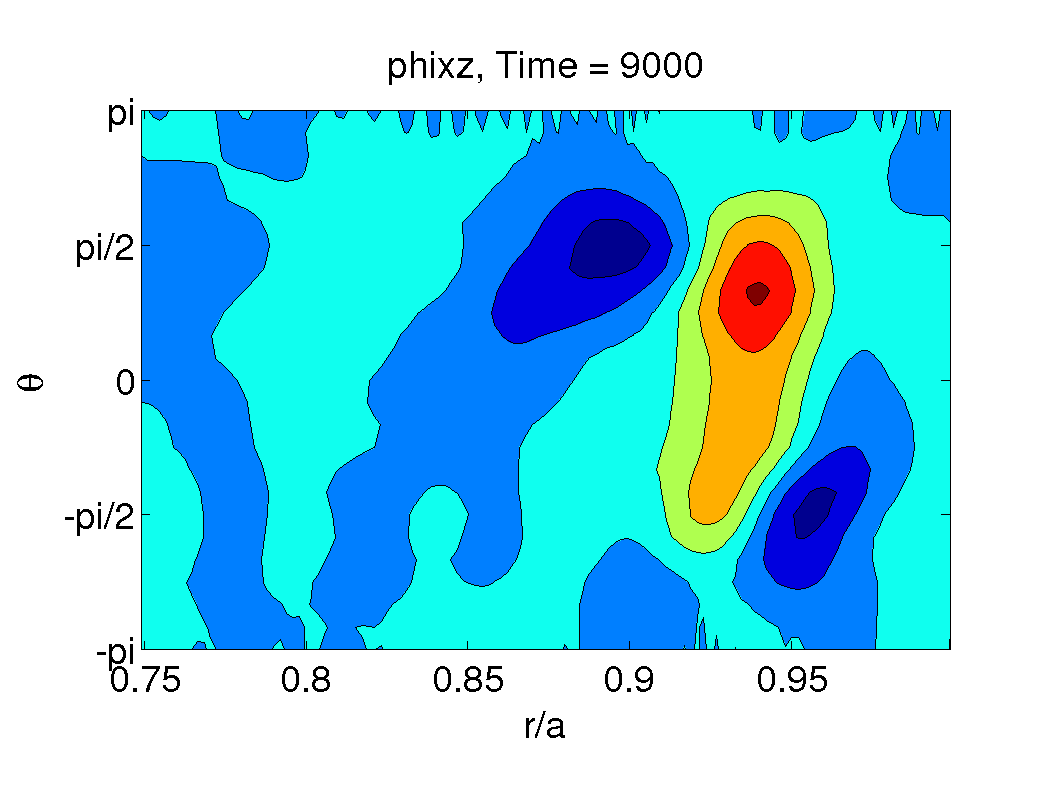 phixz, Time = 9000
pi
pi/2
0
-pi/2
-pi
θ
0.75 0.8 0.85 0.9 0.95
r/a